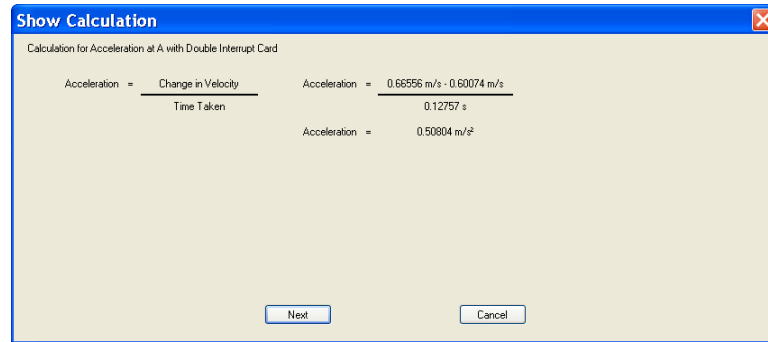 Show Calculation
Calculation for Acceleration at A with Double Interrupt Card
Acceleration = Change in Velocity Acceleration = 0.66556 m/s - 0.60074 m/s
Time Taken 0.12757 s
Acceleration = 0.50804 m/s²
Next Cancel